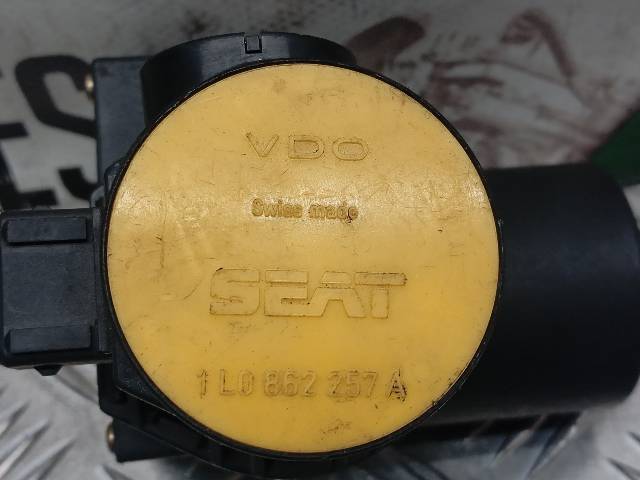 VDO
Swiss made
SEAT
1L0 862 257 A